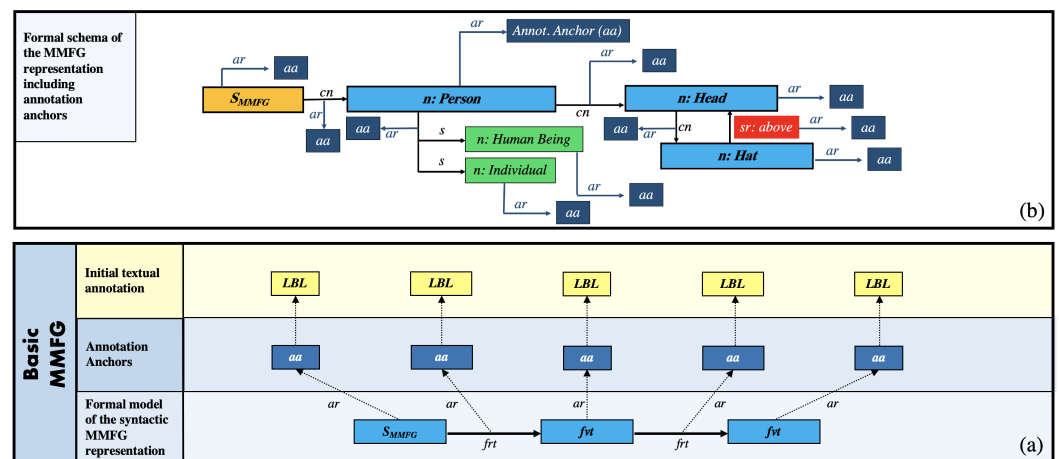 Formal schema of
the MMFG
representation
including
annotation
anchors
ar
Annot. Anchor (aa)
ar
aa
ar
aa
S_MMFG
cn
n: Person
cn
n: Head
ar
aa
ar
aa
aa
ar
s
n: Human Being
aa
ar
cn
sr: above
ar
aa
s
n: Individual
n: Hat
ar
aa
ar
aa
ar
aa
(b)
Basic
MMFG
Initial textual
annotation
LBL
LBL
LBL
LBL
LBL
Annotation
Anchors
aa
aa
aa
aa
aa
Formal model
of the syntactic
MMFG
representation
ar
ar
ar
ar
ar
S_MMFG
frt
fvt
frt
fvt
(a)